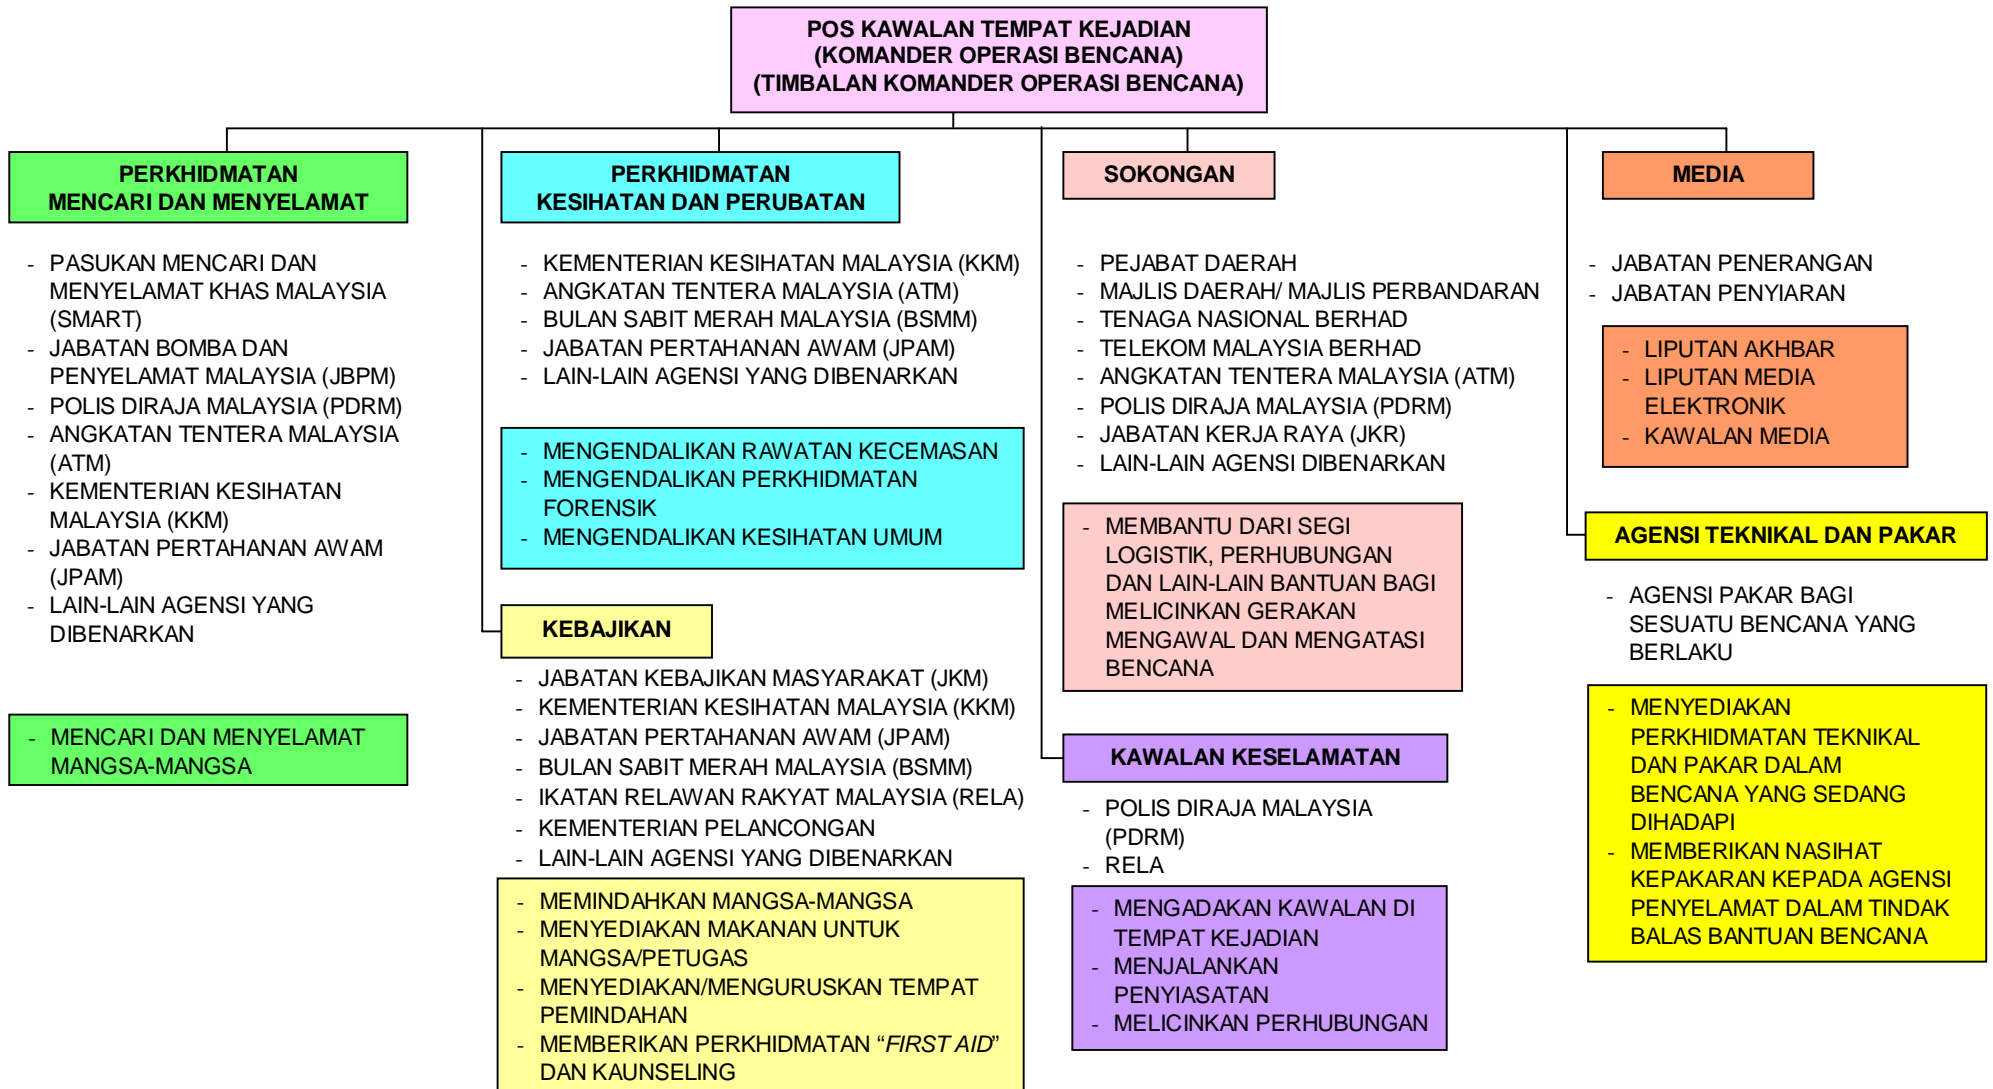 POS KAWALAN TEMPAT KEJADIAN
(KOMANDER OPERASI BENCANA)
(TIMBALAN KOMANDER OPERASI BENCANA)
PERKHIDMATAN
MENCARI DAN MENYELAMAT
- PASUKAN MENCARI DAN
MENYELAMAT KHAS MALAYSIA
(SMART)
- JABATAN BOMBA DAN
PENYELAMAT MALAYSIA (JBPM)
- POLIS DIRAJA MALAYSIA (PDRM)
- ANGKATAN TENTERA MALAYSIA
(ATM)
- KEMENTERIAN KESIHATAN
MALAYSIA (KKM)
- JABATAN PERTAHANAN AWAM
(JPAM)
- LAIN-LAIN AGENSI YANG
DIBENARKAN
- MENCARI DAN MENYELAMAT
MANGSA-MANGSA
PERKHIDMATAN
KESIHATAN DAN PERUBATAN
- KEMENTERIAN KESIHATAN MALAYSIA (KKM)
- ANGKATAN TENTERA MALAYSIA (ATM)
- BULAN SABIT MERAH MALAYSIA (BSMM)
- JABATAN PERTAHANAN AWAM (JPAM)
- LAIN-LAIN AGENSI YANG DIBENARKAN
- MENGENDALIKAN RAWATAN KECEMASAN
- MENGENDALIKAN PERKHIDMATAN
FORENSIK
- MENGENDALIKAN KESIHATAN UMUM
KEBAJIKAN
- JABATAN KEBAJIKAN MASYARAKAT (JKM)
- KEMENTERIAN KESIHATAN MALAYSIA (KKM)
- JABATAN PERTAHANAN AWAM (JPAM)
- BULAN SABIT MERAH MALAYSIA (BSMM)
- IKATAN RELAWAN RAKYAT MALAYSIA (RELA)
- KEMENTERIAN PELANCONGAN
- LAIN-LAIN AGENSI YANG DIBENARKAN
- MEMINDAHKAN MANGSA-MANGSA
- MENYEDIAKAN MAKANAN UNTUK
MANGSA/PETUGAS
- MENYEDIAKAN/MENGURUSKAN TEMPAT
PEMINDAHAN
- MEMBERIKAN PERKHIDMATAN “FIRST AID”
DAN KAUNSELING
SOKONGAN
- PEJABAT DAERAH
- MAJLIS DAERAH/ MAJLIS PERBANDARAN
- TENAGA NASIONAL BERHAD
- TELEKOM MALAYSIA BERHAD
- ANGKATAN TENTERA MALAYSIA (ATM)
- POLIS DIRAJA MALAYSIA (PDRM)
- JABATAN KERJA RAYA (JKR)
- LAIN-LAIN AGENSI DIBENARKAN
- MEMBANTU DARI SEGI
LOGISTIK, PERHUBUNGAN
DAN LAIN-LAIN BANTUAN BAGI
MELICINKAN GERAKAN
MENGAWAL DAN MENGATASI
BENCANA
KAWALAN KESELAMATAN
- POLIS DIRAJA MALAYSIA
(PDRM)
- RELA
- MENGADAKAN KAWALAN DI
TEMPAT KEJADIAN
- MENJALANKAN
PENYIASATAN
- MELICINKAN PERHUBUNGAN
MEDIA
- JABATAN PENERANGAN
- JABATAN PENYIARAN
- LIPUTAN AKHBAR
- LIPUTAN MEDIA
ELEKTRONIK
- KAWALAN MEDIA
AGENSI TEKNIKAL DAN PAKAR
- AGENSI PAKAR BAGI
SESUATU BENCANA YANG
BERLAKU
- MENYEDIAKAN
PERKHIDMATAN TEKNIKAL
DAN PAKAR DALAM
BENCANA YANG SEDANG
DIHADAPI
- MEMBERIKAN NASIHAT
KEPAKARAN KEPADA AGENSI
PENYELAMAT DALAM TINDAK
BALAS BANTUAN BENCANA